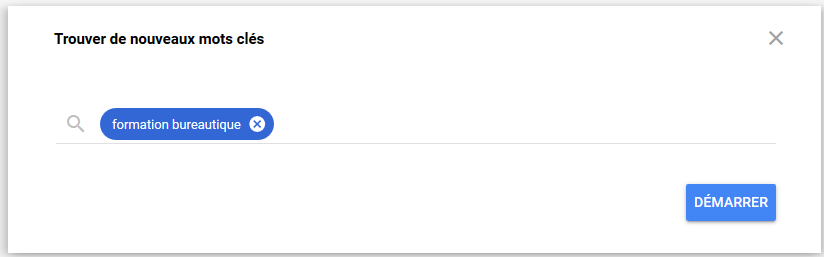 Trouver de nouveaux mots clés
formation bureautique
DÉMARRER